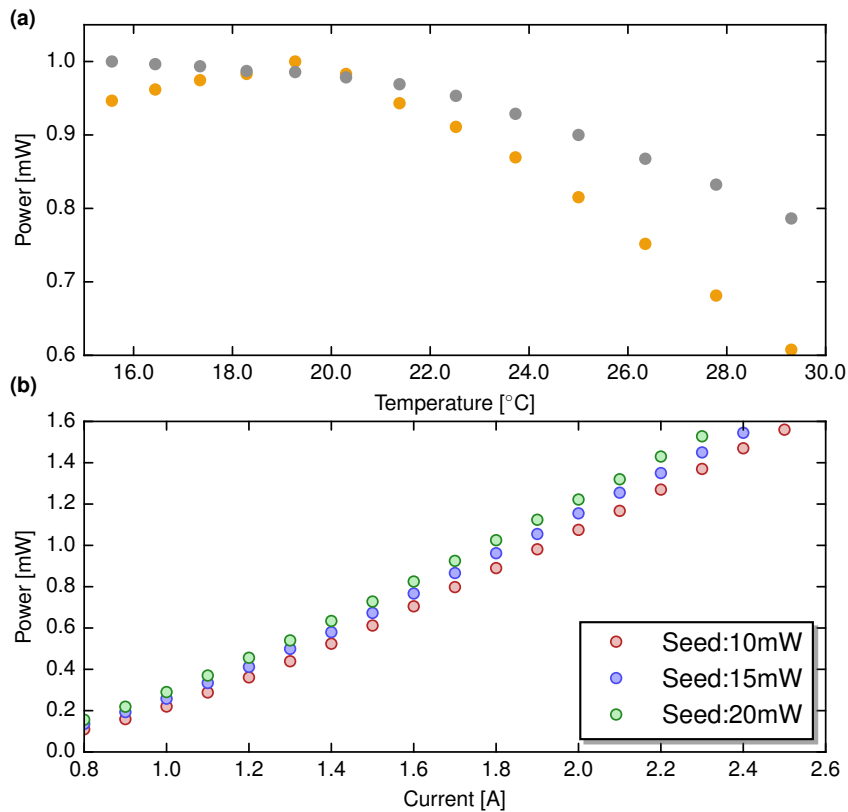 (a)
Power [mW]
1.0
0.9
0.8
0.7
0.6
16.0 18.0 20.0 22.0 24.0 26.0 28.0 30.0
Temperature [°C]
(b)
Power [mW]
1.6
1.4
1.2
1.0
0.8
0.6
0.4
0.2
0.0
0.8 1.0 1.2 1.4 1.6 1.8 2.0 2.2 2.4 2.6
Current [A]
Seed:10mW
Seed:15mW
Seed:20mW